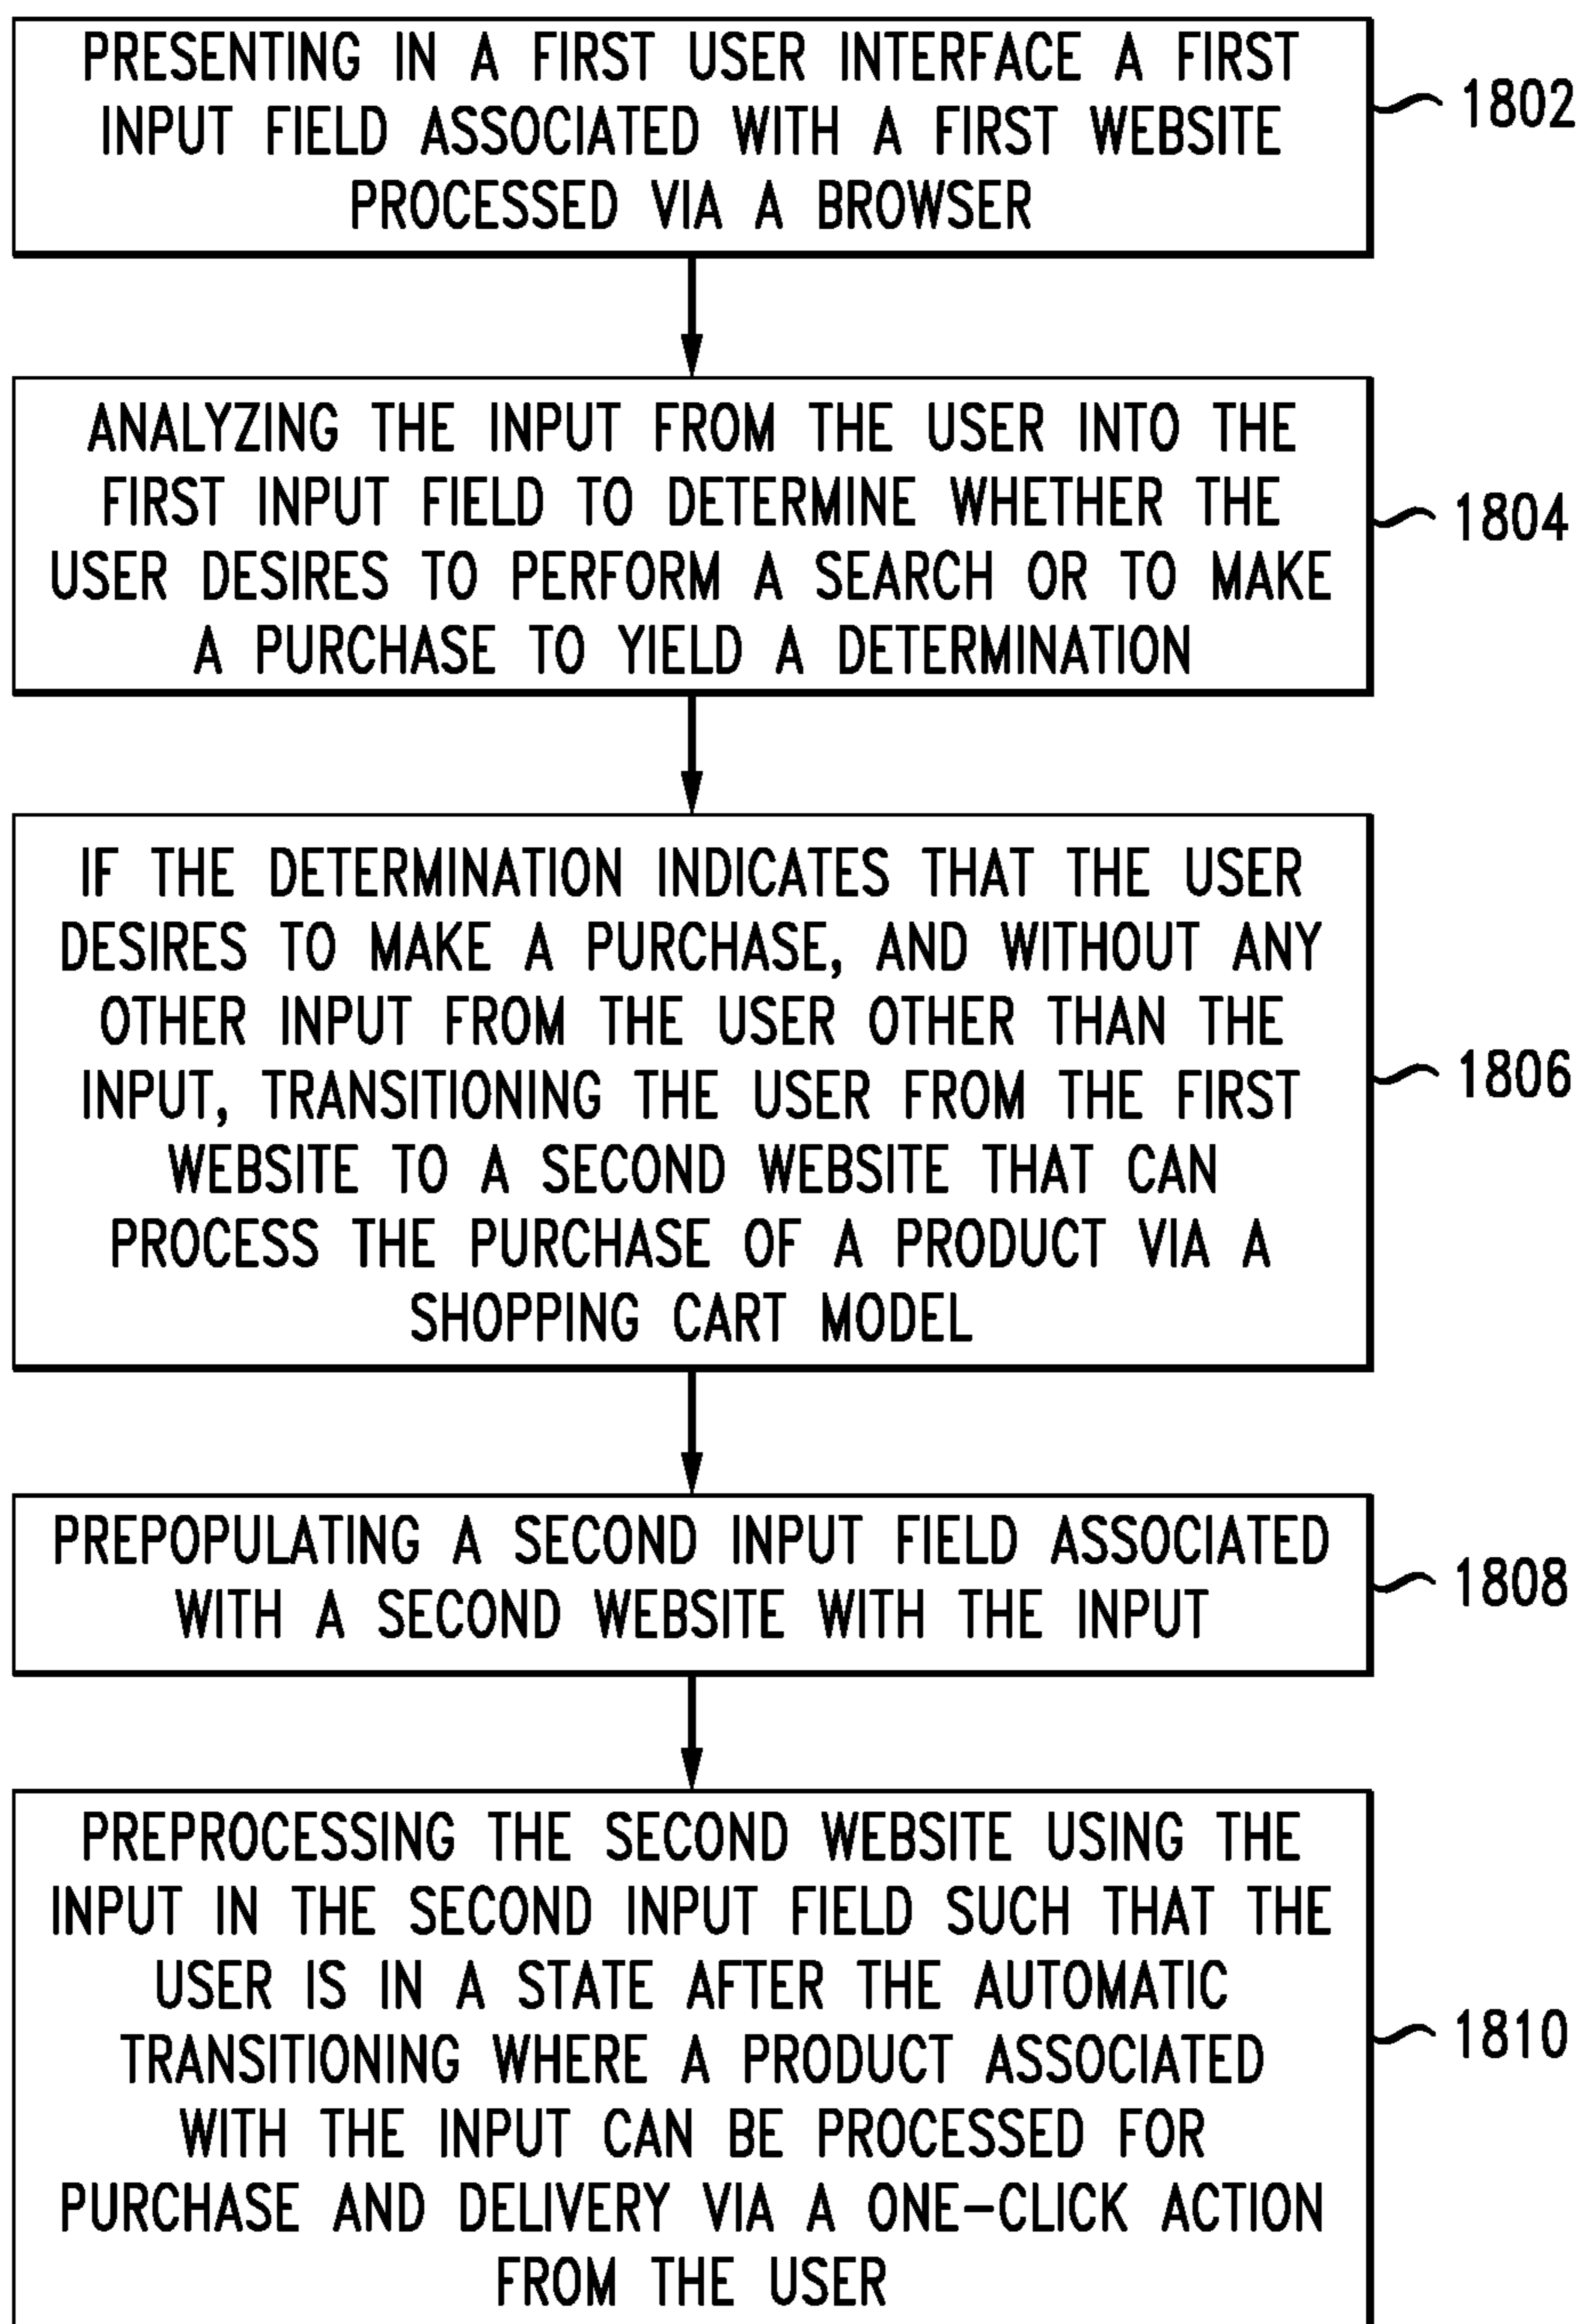 PRESENTING IN A FIRST USER INTERFACE A FIRST
INPUT FIELD ASSOCIATED WITH A FIRST WEBSITE
PROCESSED VIA A BROWSER
1802
ANALYZING THE INPUT FROM THE USER INTO THE
FIRST INPUT FIELD TO DETERMINE WHETHER THE
USER DESIRES TO PERFORM A SEARCH OR TO MAKE
A PURCHASE TO YIELD A DETERMINATION
1804
IF THE DETERMINATION INDICATES THAT THE USER
DESIRES TO MAKE A PURCHASE, AND WITHOUT ANY
OTHER INPUT FROM THE USER OTHER THAN THE
INPUT, TRANSITIONING THE USER FROM THE FIRST
WEBSITE TO A SECOND WEBSITE THAT CAN
PROCESS THE PURCHASE OF A PRODUCT VIA A
SHOPPING CART MODEL
1806
PREPOPULATING A SECOND INPUT FIELD ASSOCIATED
WITH A SECOND WEBSITE WITH THE INPUT
1808
PREPROCESSING THE SECOND WEBSITE USING THE
INPUT IN THE SECOND INPUT FIELD SUCH THAT THE
USER IS IN A STATE AFTER THE AUTOMATIC
TRANSITIONING WHERE A PRODUCT ASSOCIATED
WITH THE INPUT CAN BE PROCESSED FOR
PURCHASE AND DELIVERY VIA A ONE-CLICK ACTION
FROM THE USER
1810